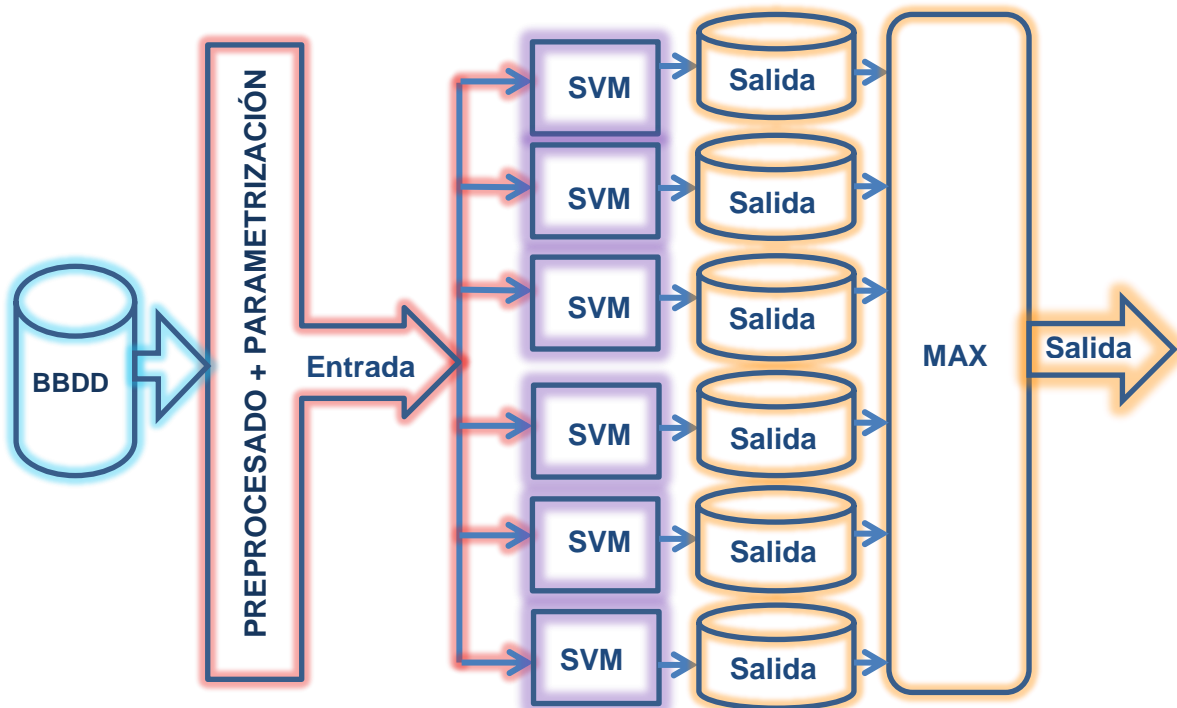 BBDD
PREPROCESADO + PARAMETRIZACIÓN
Entrada
SVM
Salida
SVM
Salida
SVM
Salida
SVM
Salida
SVM
Salida
SVM
Salida
MAX
Salida